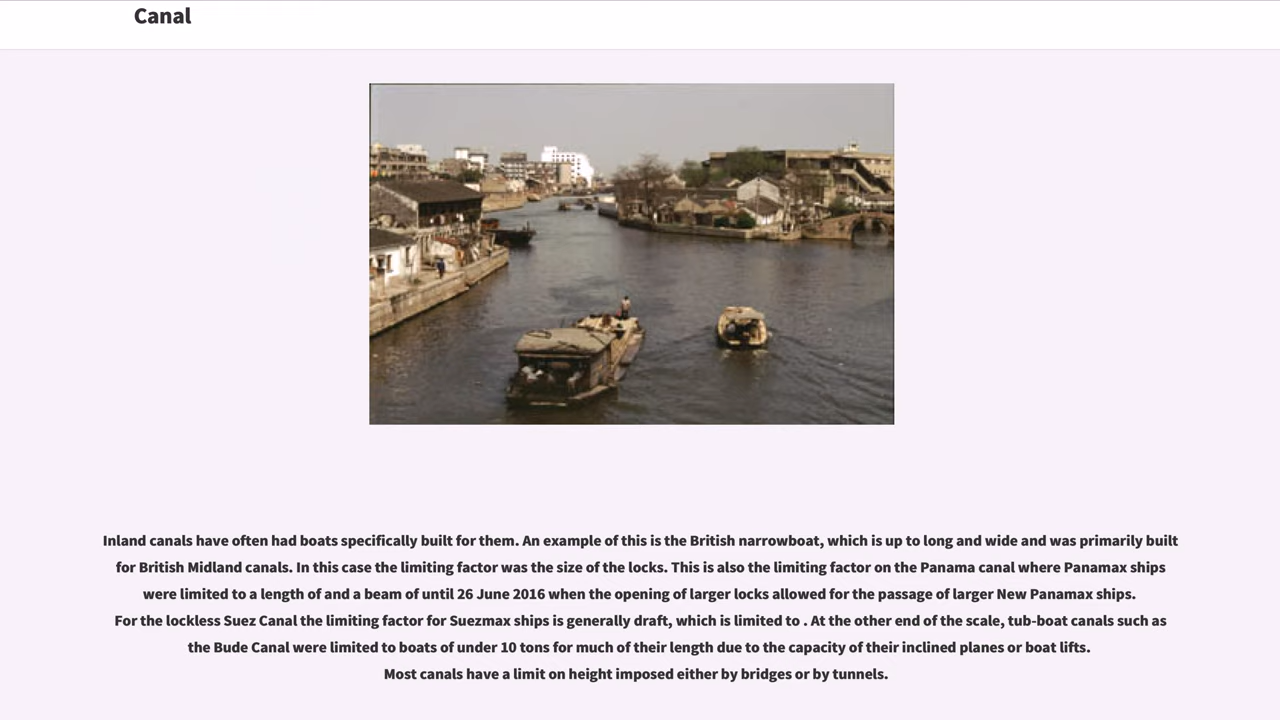 Canal
Inland canals have often had boats specifically built for them. An example of this is the British narrowboat, which is up to long and wide and was primarily built
for British Midland canals. In this case the limiting factor was the size of the locks. This is also the limiting factor on the Panama canal where Panamax ships
were limited to a length of and a beam of until 26 June 2016 when the opening of larger locks allowed for the passage of larger New Panamax ships.
For the lockless Suez Canal the limiting factor for Suezmax ships is generally draft, which is limited to . At the other end of the scale, tub-boat canals such as
the Bude Canal were limited to boats of under 10 tons for much of their length due to the capacity of their inclined planes or boat lifts.
Most canals have a limit on height imposed either by bridges or by tunnels.